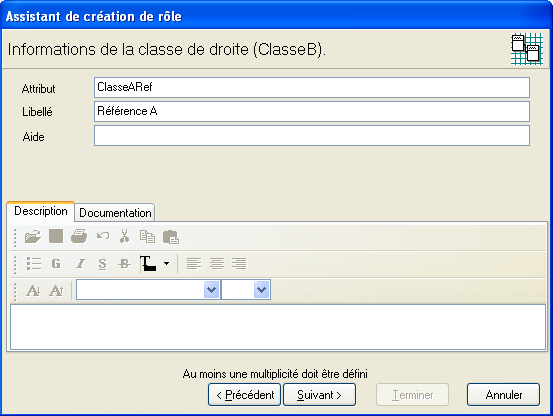 Assistant de création de rôle
Informations de la classe de droite (ClasseB).
Attribut ClasseARef
Libellé Référence A
Aide
Description Documentation
G I S B T
A A
Au moins une multiplicité doit être défini
< Précédent Suivant > Terminer Annuler